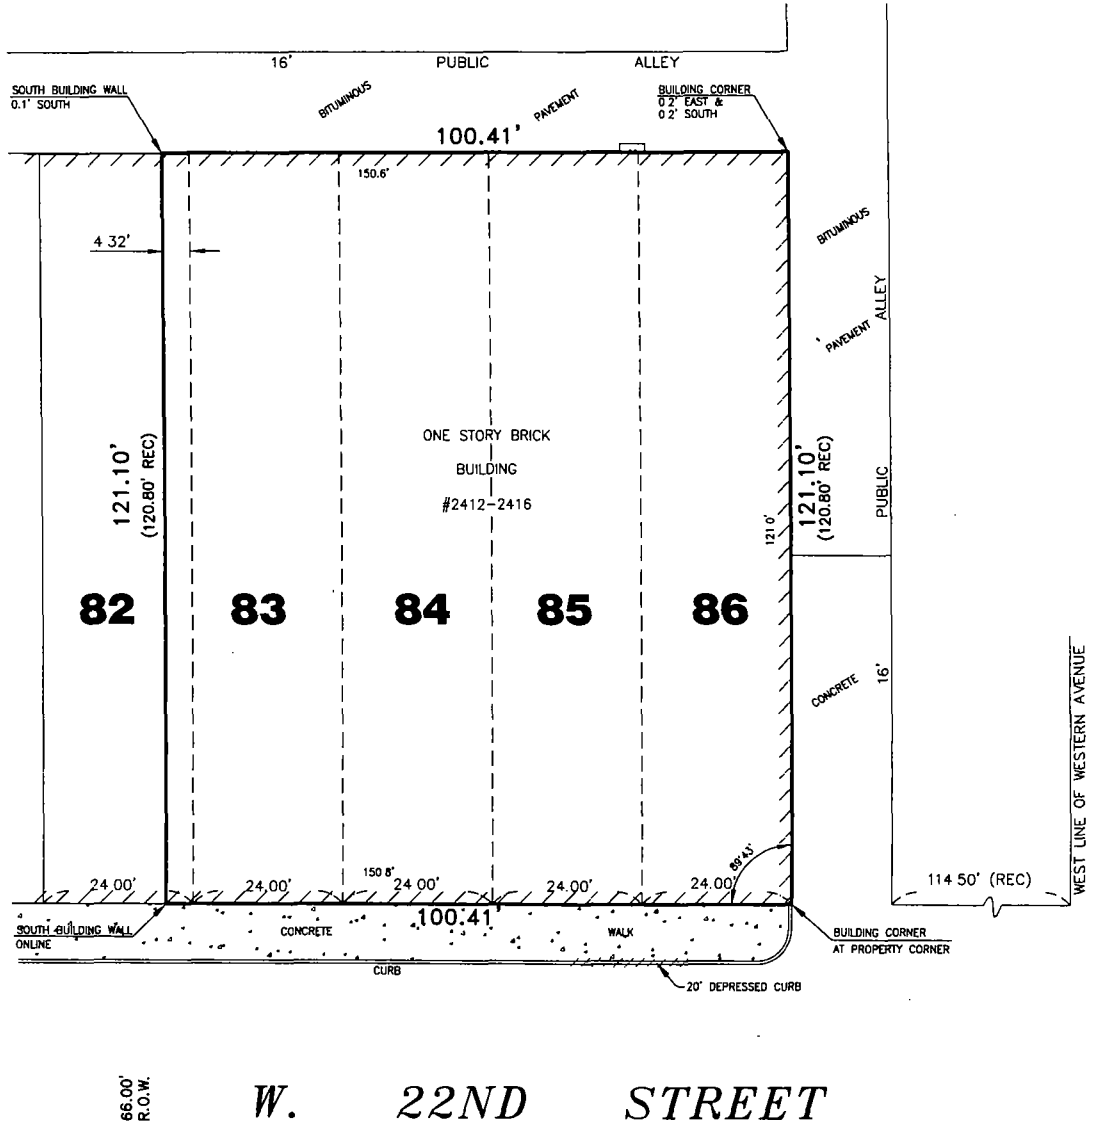 16' PUBLIC ALLEY
SOUTH BUILDING WALL
0.1' SOUTH
BITUMINOUS
PAVEMENT
BUILDING CORNER
0 2' EAST &
0 2' SOUTH
100.41'
150.6'
4 32'
BITUMINOUS
PAVEMENT
ALLEY
ONE STORY BRICK
BUILDING
#2412-2416
121.10'
(120.80' REC)
121 0'
121.10'
(120.80' REC)
PUBLIC
82 83 84 85 86
CONCRETE
16'
WEST LINE OF WESTERN AVENUE
89°43'
150 8'
24.00' 24.00' 24.00' 24.00' 24.00'
114 50' (REC)
100.41'
SOUTH BUILDING WALL
ONLINE
CONCRETE WALK
BUILDING CORNER
AT PROPERTY CORNER
CURB
20' DEPRESSED CURB
66.00'
R.O.W.
W. 22ND STREET